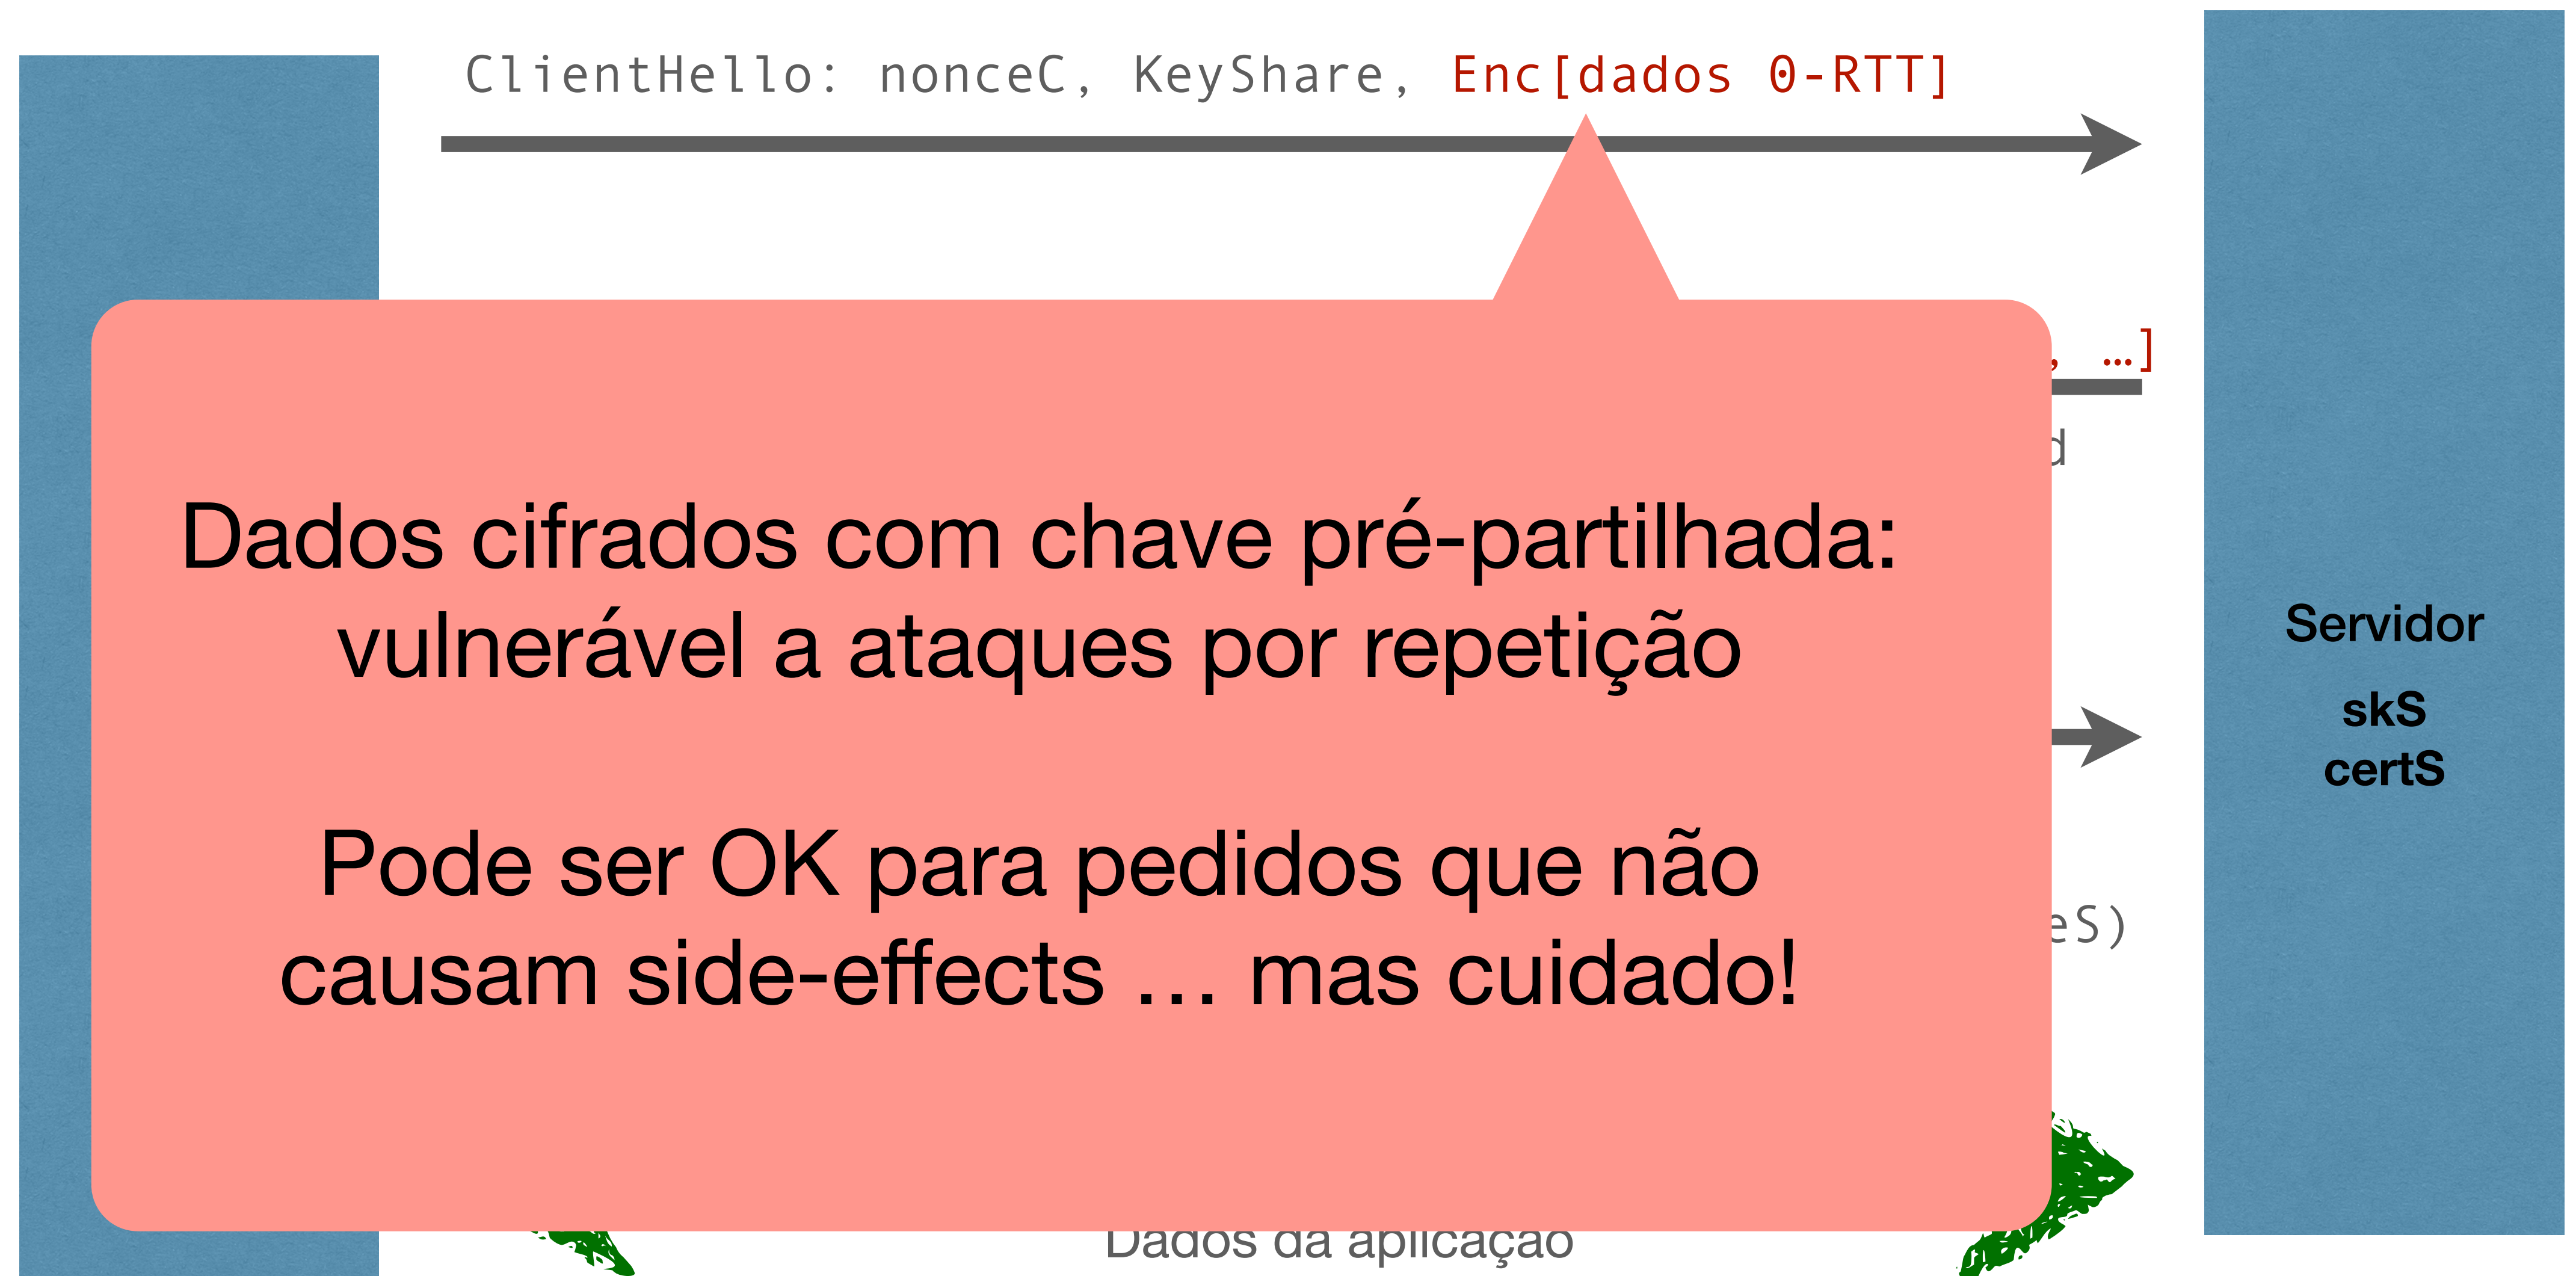 ClientHello: nonceC, KeyShare, Enc[dados 0-RTT]
, …]
d
Dados cifrados com chave pré-partilhada:
vulnerável a ataques por repetição
Pode ser OK para pedidos que não
causam side-effects … mas cuidado!
eS)
Servidor
skS
certS
Dados da aplicação